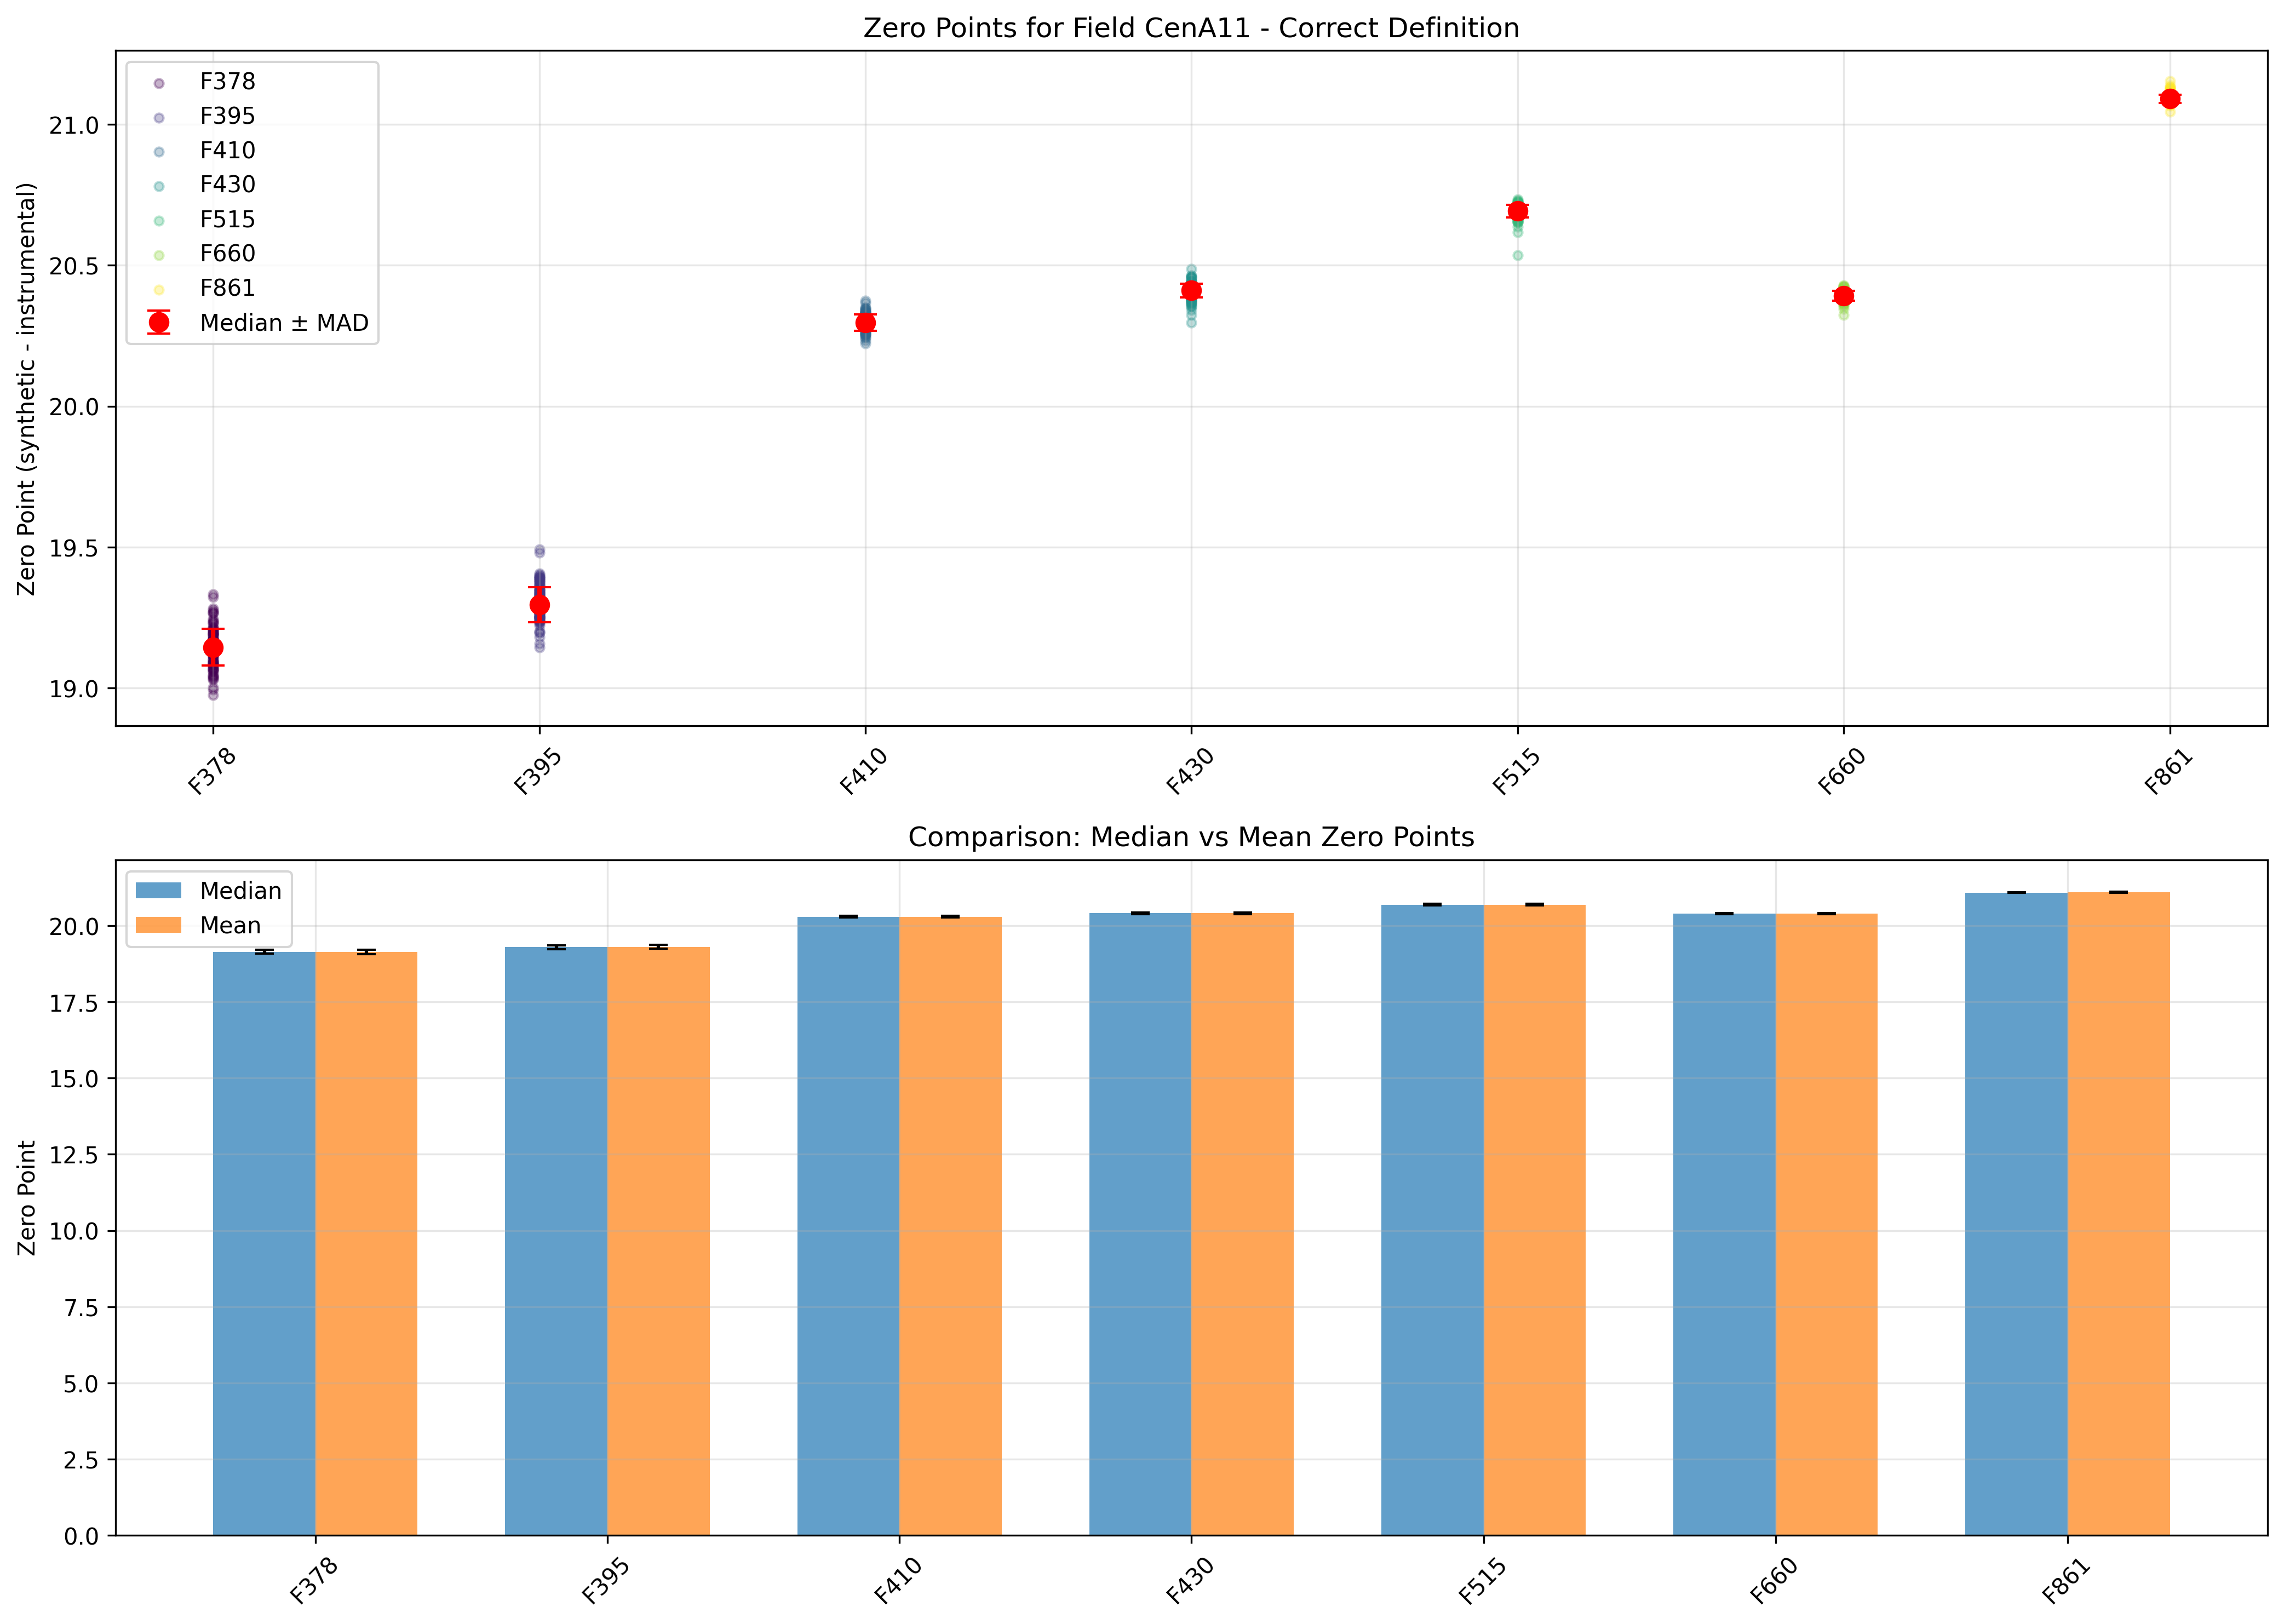 Zero Points for Field CenA11 - Correct Definition
Zero Point (synthetic - instrumental)
21.0
20.5
20.0
19.5
19.0
F378
F395
F410
F430
F515
F660
F861
Median ± MAD
F378
F395
F410
F430
F515
F660
F861
Comparison: Median vs Mean Zero Points
Zero Point
Median
Mean
20.0
17.5
15.0
12.5
10.0
7.5
5.0
2.5
0.0
F378
F395
F410
F430
F515
F660
F861